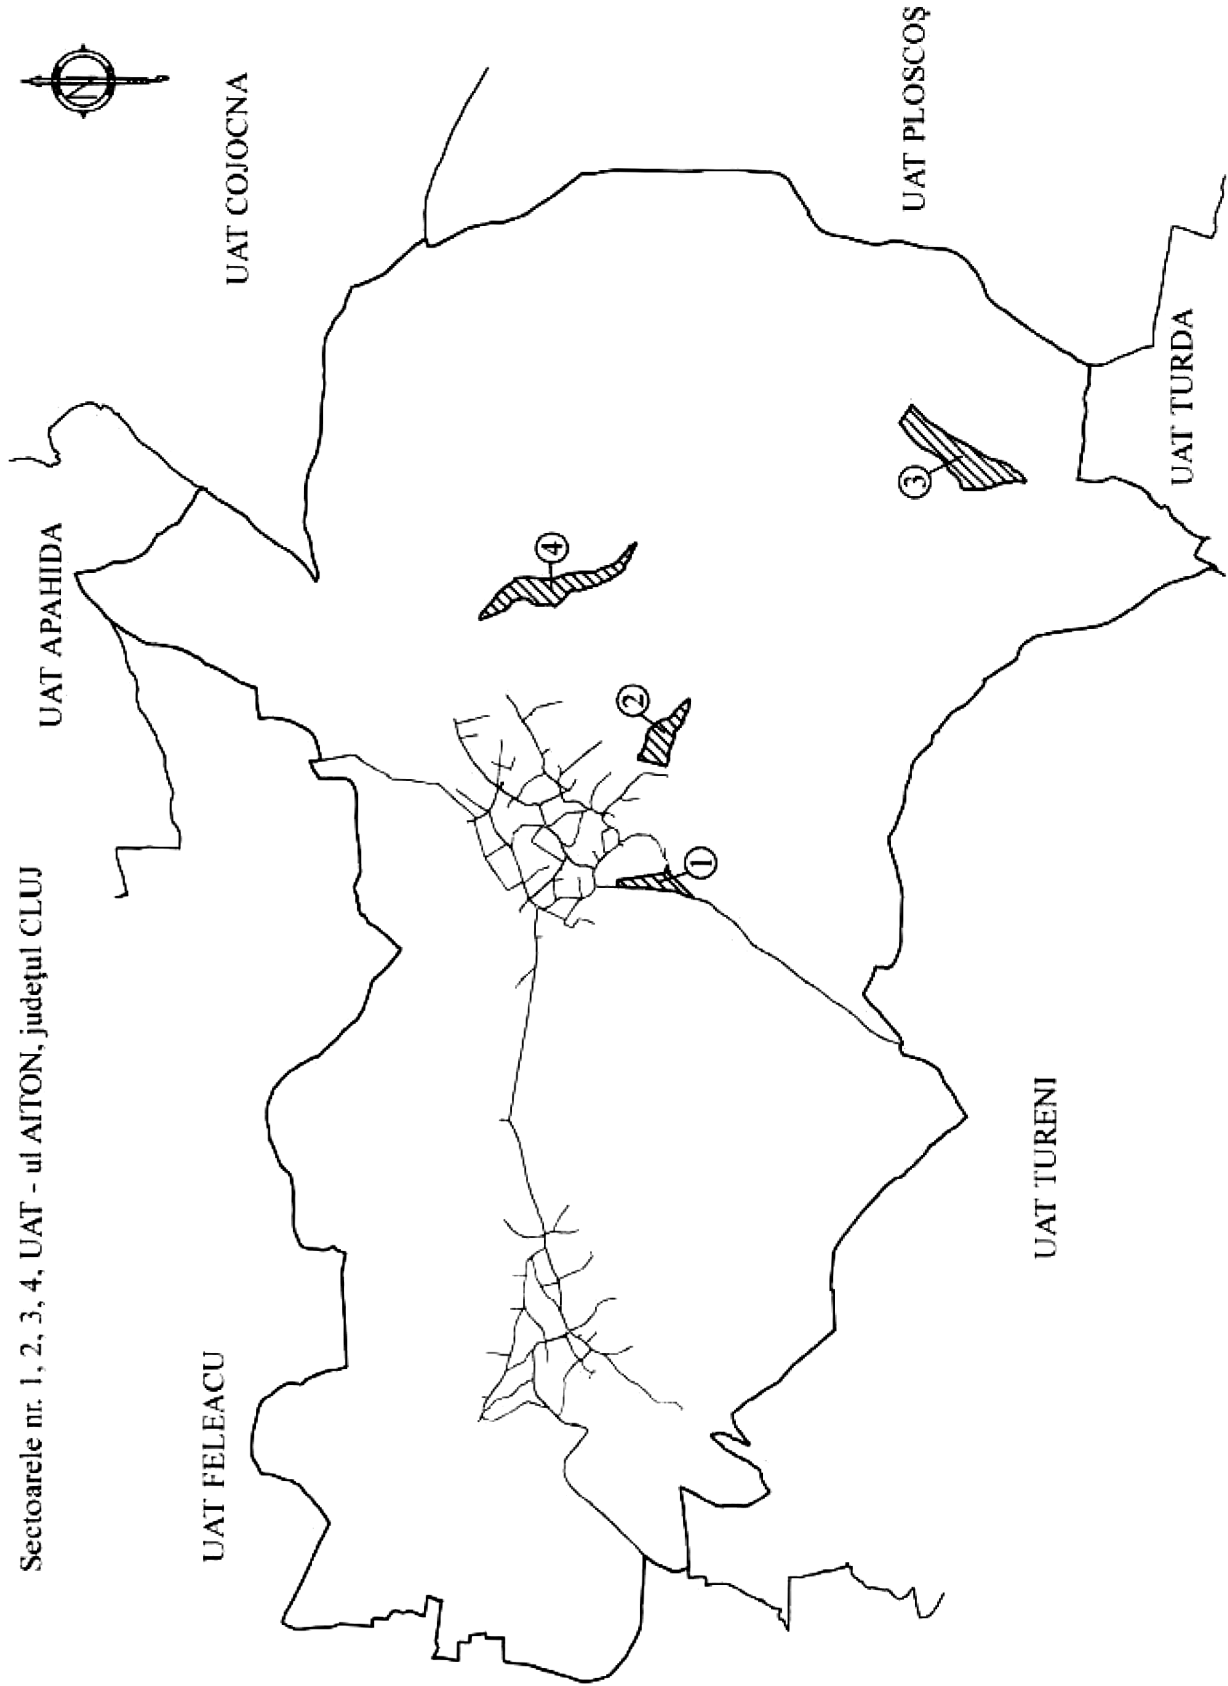 Sectoarele nr. 1, 2, 3, 4, UAT - ul AITON, județul CLUJ
N
UAT APAHIDA
UAT COJOCNA
UAT FELEACU
4
2
3
1
UAT PLOSCOȘ
UAT TURENI
UAT TURDA